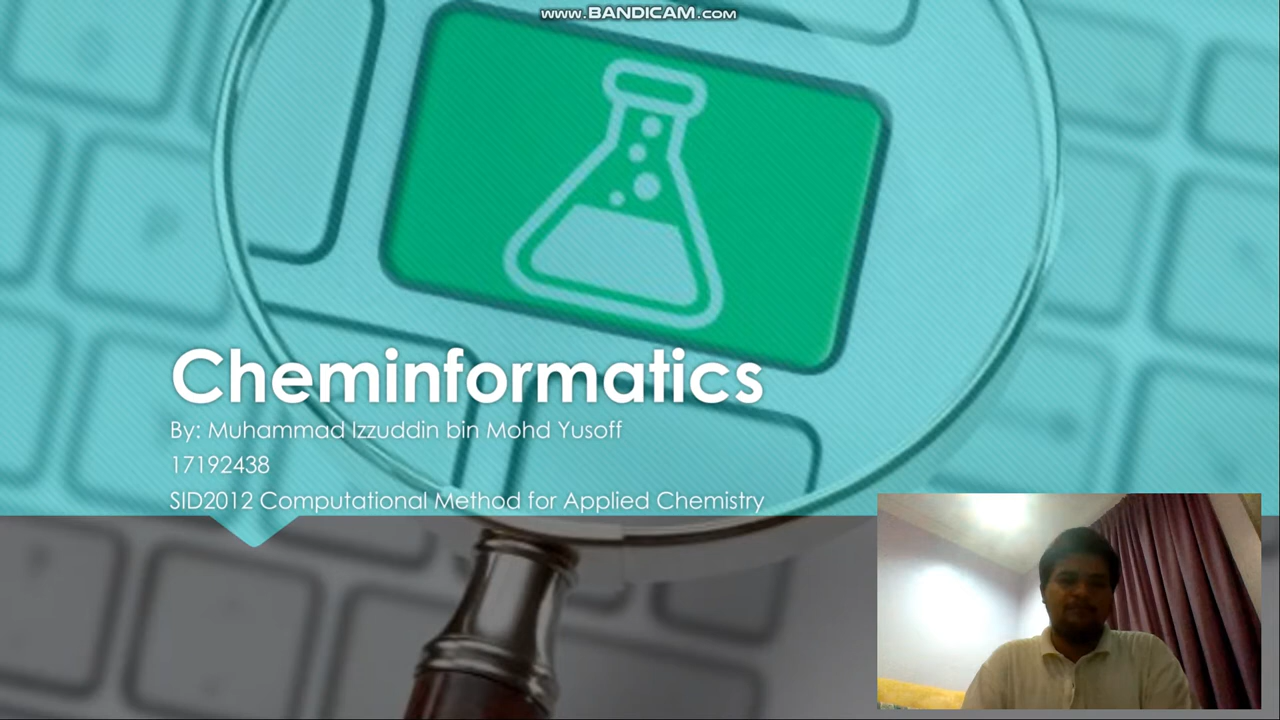 www.BANDICAM.com
Cheminformatics
By: Muhammad Izzuddin bin Mohd Yusoff
17192438
SID2012 Computational Method for Applied Chemistry